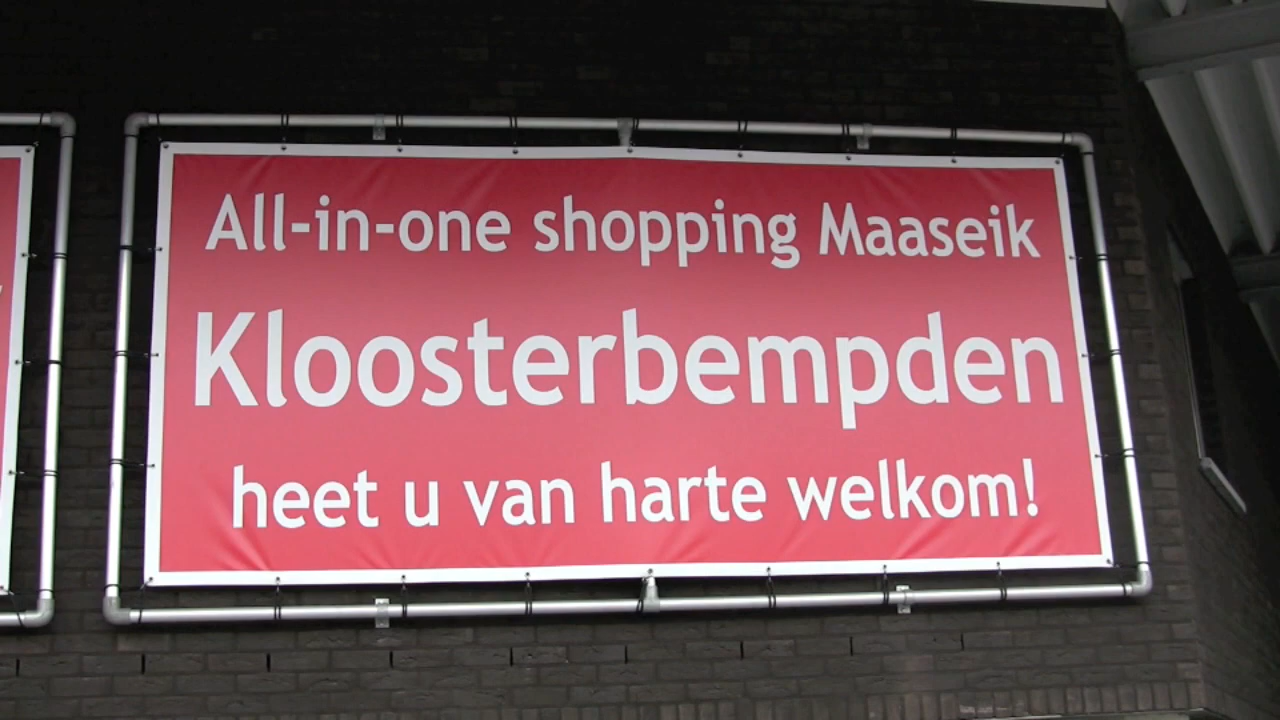 All-in-one shopping Maaseik
Kloosterbempden
heet u van harte welkom!